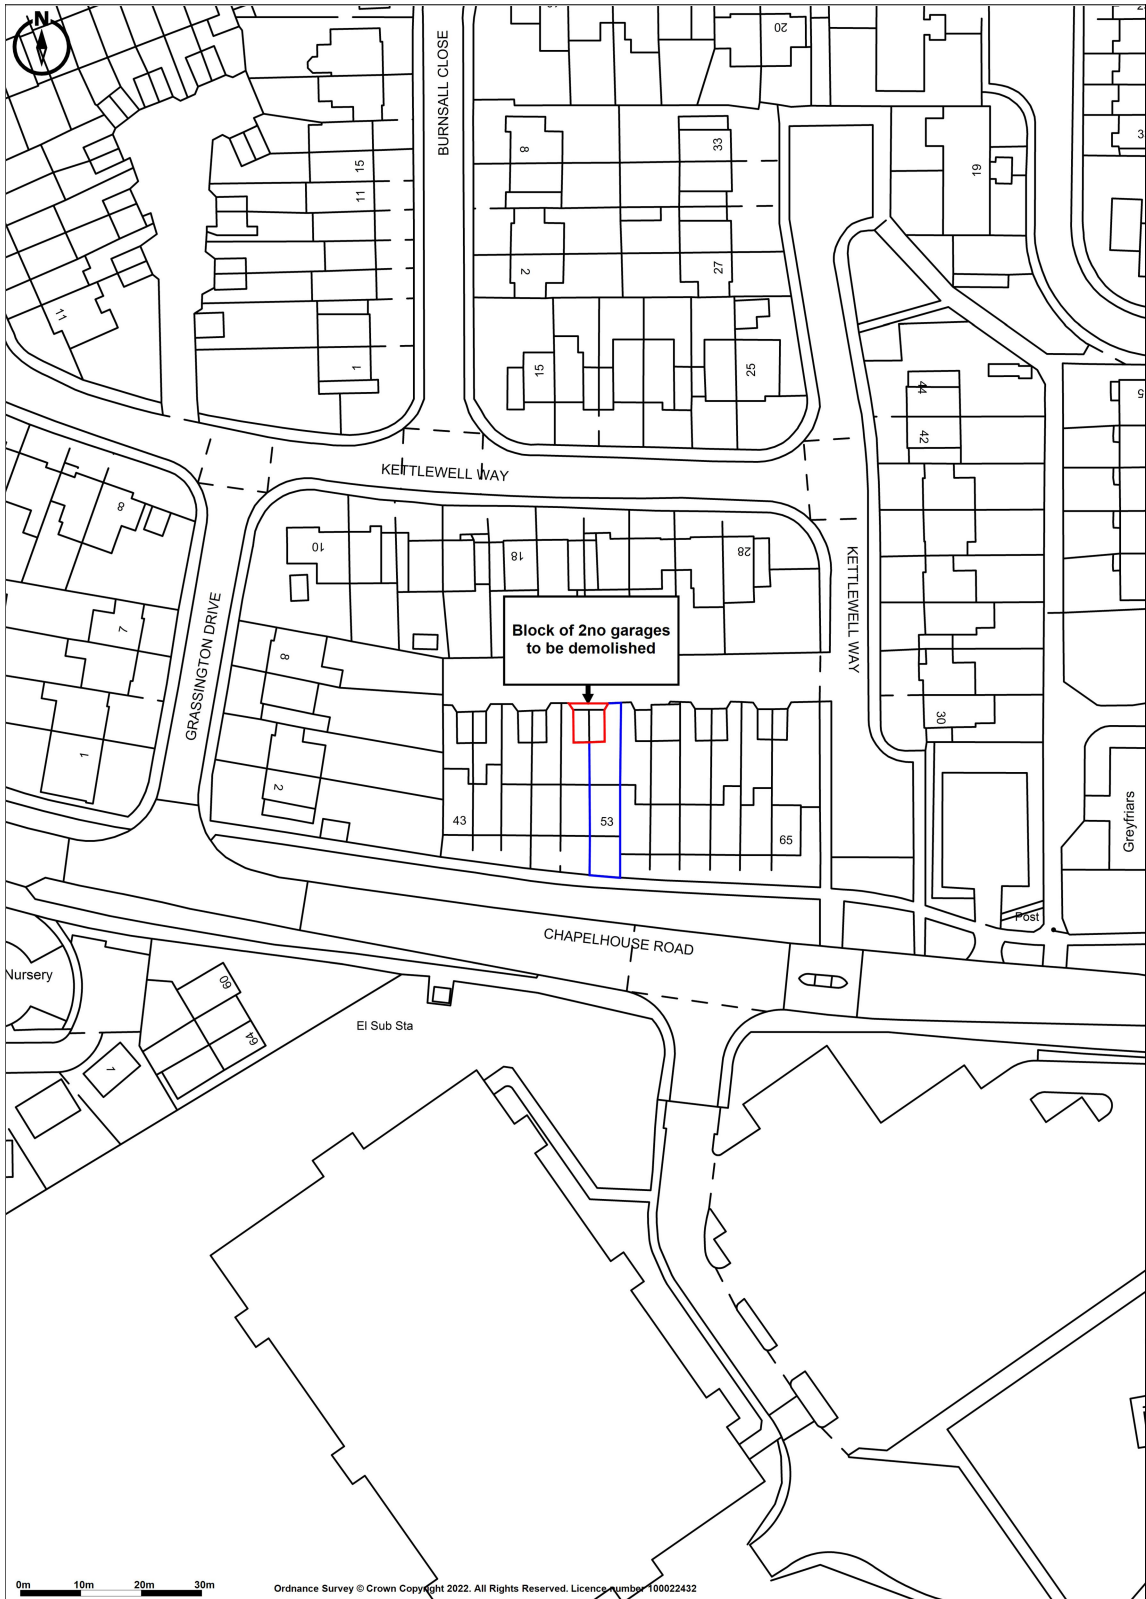 N
20
BURNSALL CLOSE
8
33
15
11
19
2
27
11
1
15
25
44
42
5
KETTLEWELL WAY
8
10
18
28
KETTLEWELL WAY
GRASSINGTON DRIVE
Block of 2no garages
to be demolished
7
8
30
1
2
43
53
65
Greyfriars
Post
CHAPELHOUSE ROAD
Nursery
60
64
1
El Sub Sta
0m 10m 20m 30m
Ordnance Survey © Crown Copyright 2022. All Rights Reserved. Licence number 100022432